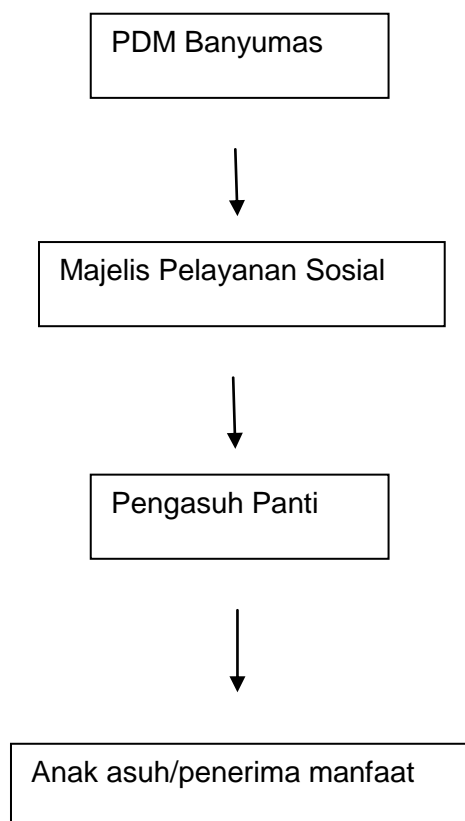 PDM Banyumas
Majelis Pelayanan Sosial
Pengasuh Panti
Anak asuh/penerima manfaat